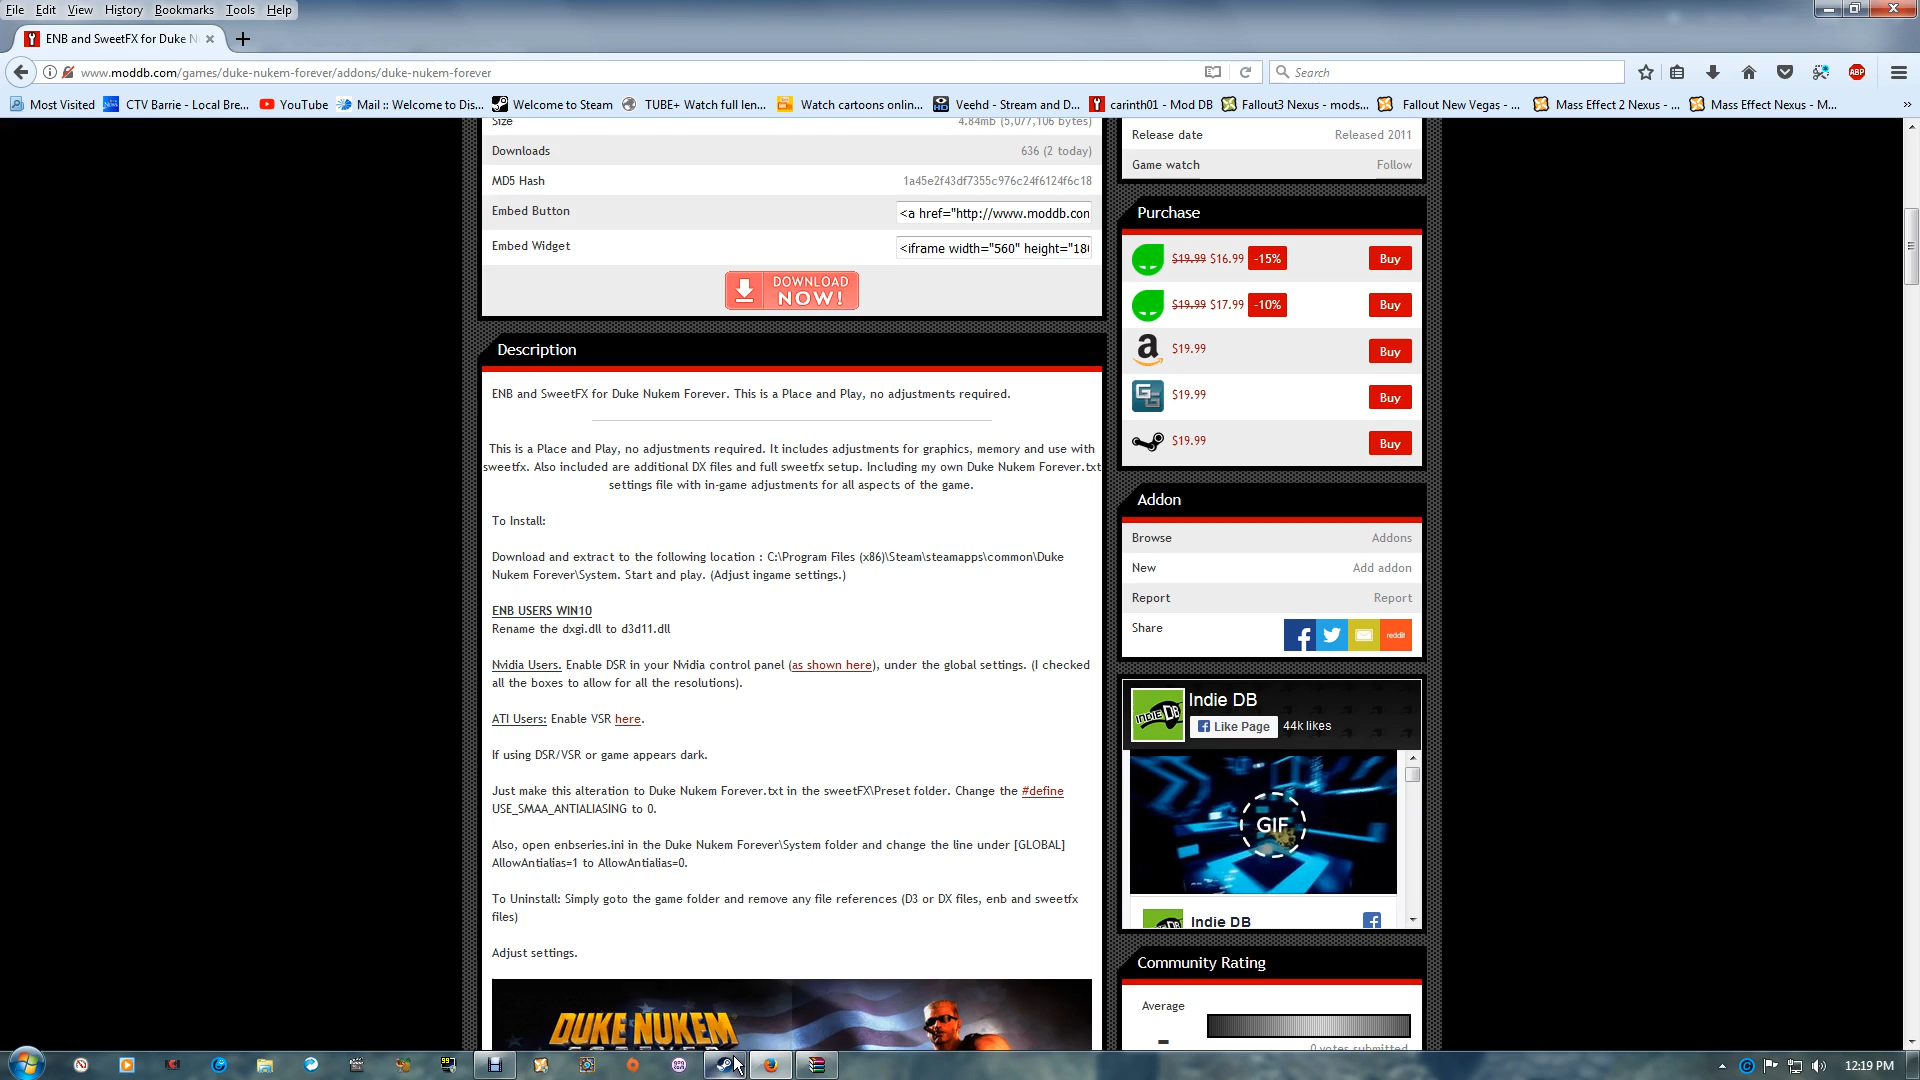 File Edit View History Bookmarks Tools Help
ENB and SweetFX for Duke N
www.moddb.com/games/duke-nukem-forever/addons/duke-nukem-forever
Search
ABP
Most Visited CTV Barrie - Local Bre... YouTube Mail :: Welcome to Dis... Welcome to Steam TUBE+ Watch full len... Watch cartoons onlin... Veehd - Stream and D... carinth01 - Mod DB Fallout3 Nexus - mods... Fallout New Vegas - ... Mass Effect 2 Nexus - ... Mass Effect Nexus - M... »
Size 4.84mb (5,077,106 bytes)
Downloads 636 (2 today)
MD5 Hash 1a45e2f43df7355c976c24f6124f6c18
Embed Button <a href="http://www.moddb.con
Embed Widget <iframe width="560" height="18
DOWNLOAD
NOW!
Description
ENB and SweetFX for Duke Nukem Forever. This is a Place and Play, no adjustments required.
This is a Place and Play, no adjustments required. It includes adjustments for graphics, memory and use with
sweetfx. Also included are additional DX files and full sweetfx setup. Including my own Duke Nukem Forever.txt
settings file with in-game adjustments for all aspects of the game.
To Install:
Download and extract to the following location : C:\Program Files (x86)\Steam\steamapps\common\Duke
Nukem Forever\System. Start and play. (Adjust ingame settings.)
ENB USERS WIN10
Rename the dxgi.dll to d3d11.dll
Nvidia Users. Enable DSR in your Nvidia control panel (as shown here), under the global settings. (I checked
all the boxes to allow for all the resolutions).
ATI Users: Enable VSR here.
If using DSR/VSR or game appears dark.
Just make this alteration to Duke Nukem Forever.txt in the sweetFX\Preset folder. Change the #define
USE_SMAA_ANTIALIASING to 0.
Also, open enbseries.ini in the Duke Nukem Forever\System folder and change the line under [GLOBAL]
AllowAntialias=1 to AllowAntialias=0.
To Uninstall: Simply goto the game folder and remove any file references (D3 or DX files, enb and sweetfx
files)
Adjust settings.
DUKE NUKEM
FOREVER
Release date Released 2011
Game watch Follow
Purchase
$19.99 $16.99 -15% Buy
$19.99 $17.99 -10% Buy
a $19.99 Buy
$19.99 Buy
$19.99 Buy
Addon
Browse Addons
New Add addon
Report Report
Share reddit
INDIE DB
Indie DB
Like Page 44k likes
GIF
Indie DB
Community Rating
Average
0 votes submitted
12:19 PM